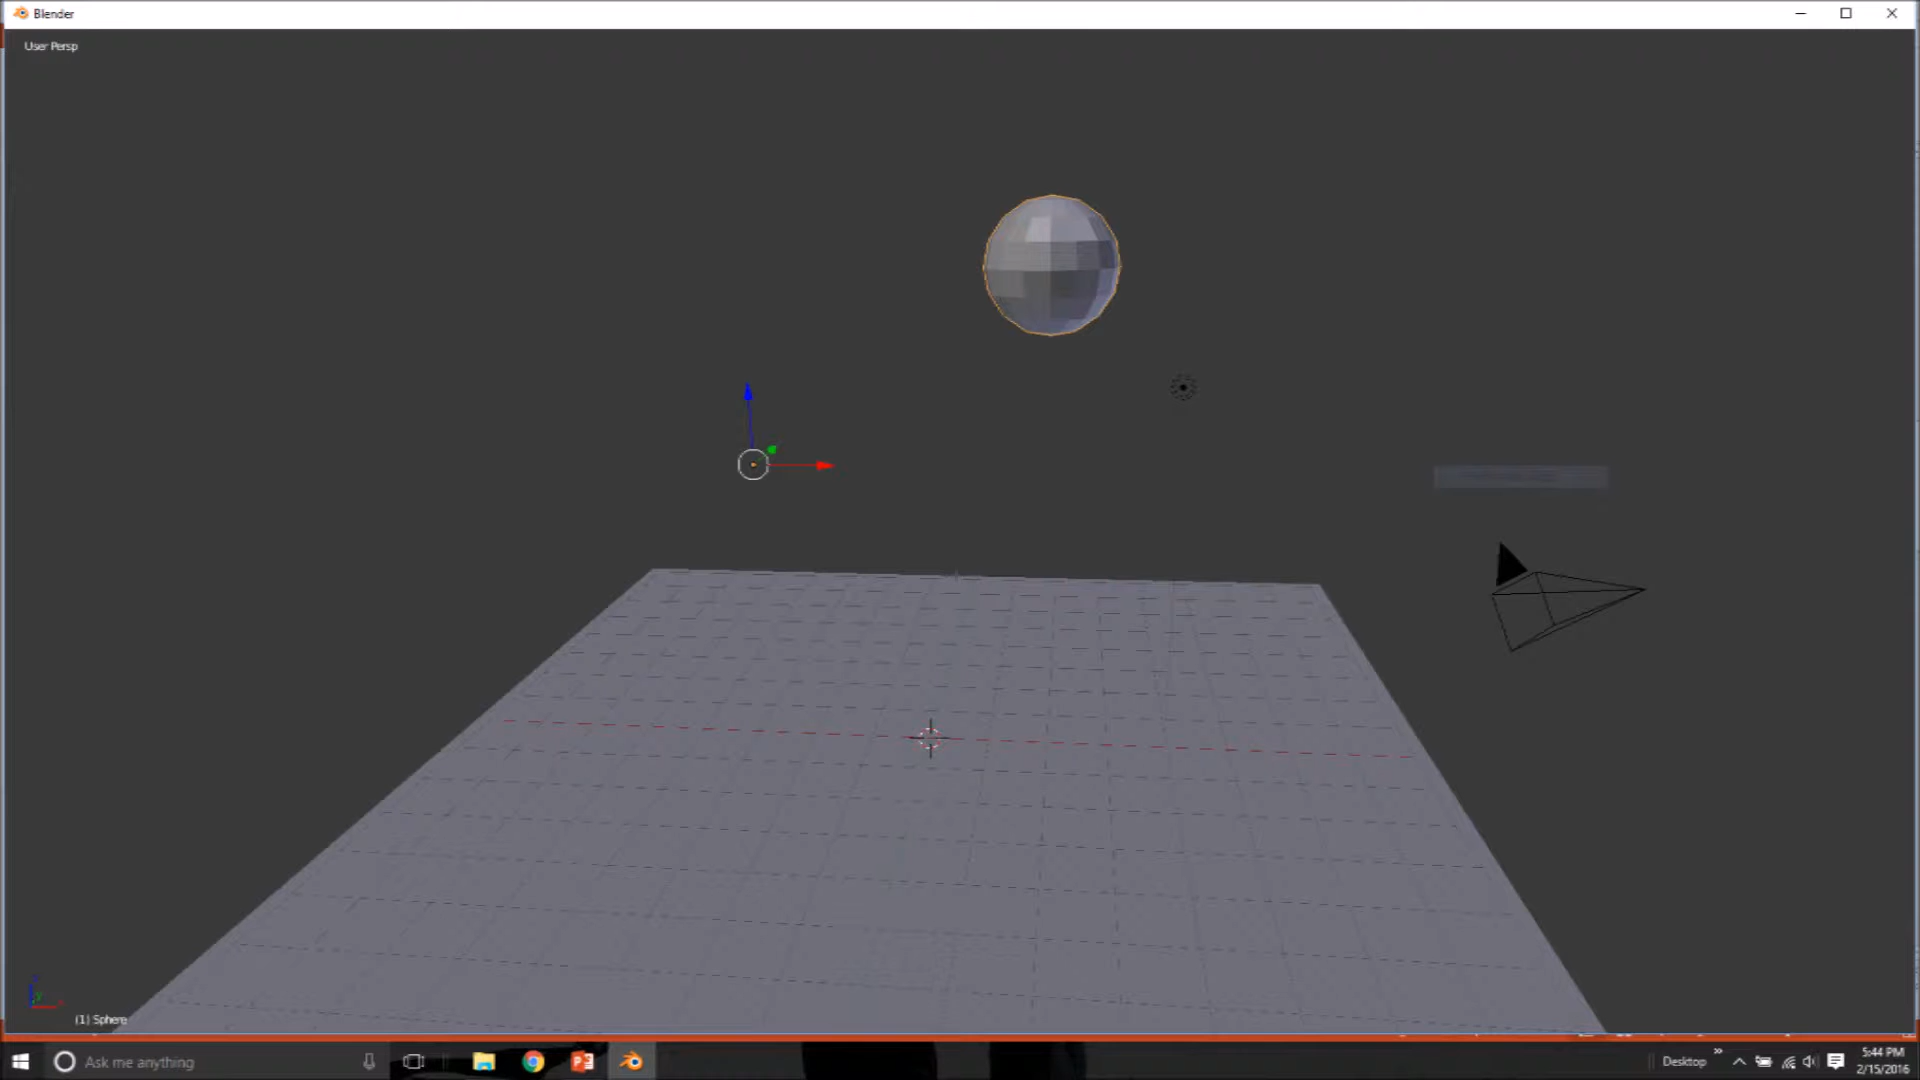 Blender
User Persp
(1) Sphere
Ask me anything
Desktop
5:44 PM
2/15/2016